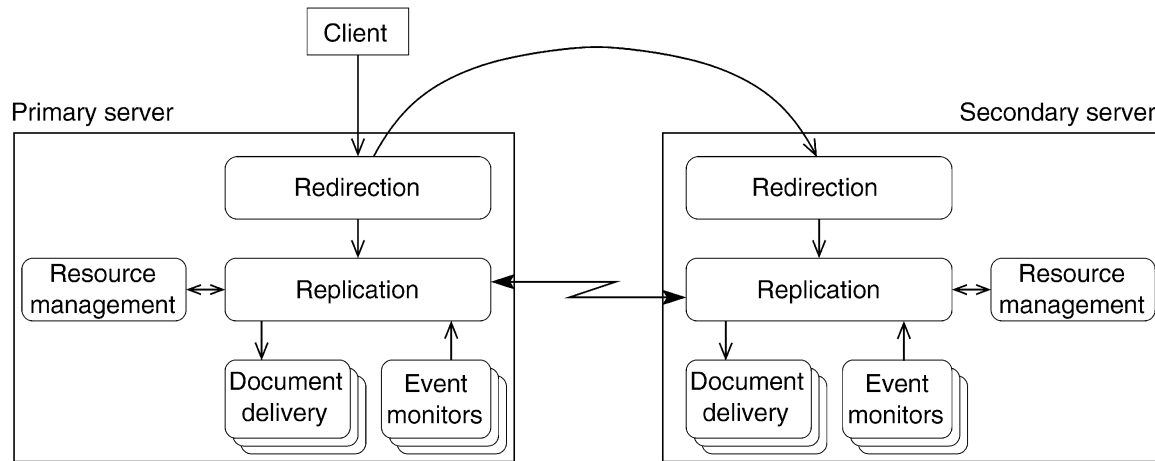 Client
Primary server
Secondary server
Redirection
Redirection
Resource
management
Replication
Replication
Resource
management
Document
delivery
Event
monitors
Document
delivery
Event
monitors